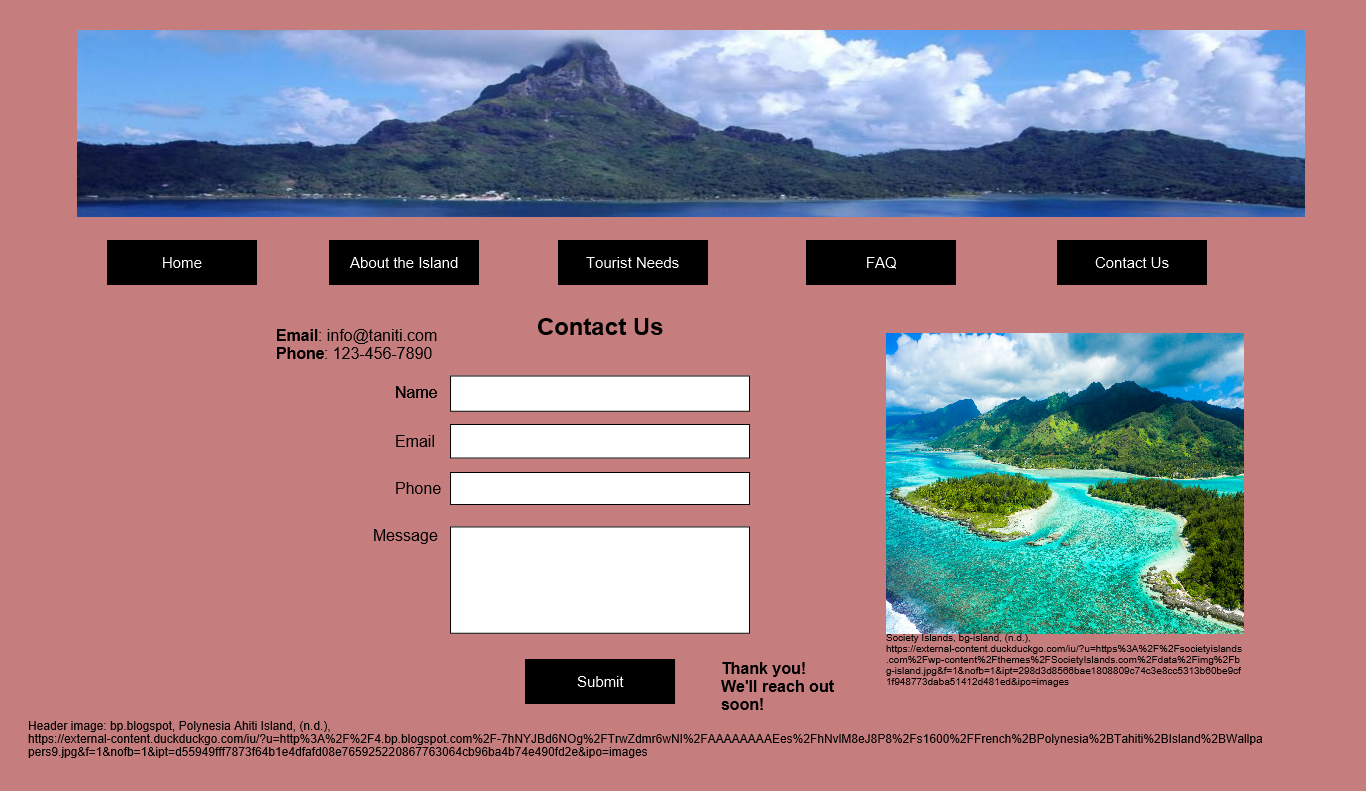 Home
About the Island
Tourist Needs
FAQ
Contact Us
Contact Us
Email: info@taniti.com
Phone: 123-456-7890
Name
Email
Phone
Message
Submit
Thank you!
We'll reach out
soon!
Society Islands, bg-island, (n.d.),
https://external-content.duckduckgo.com/iu/?u=https%3A%2F%2Fsocietyislands
.com%2Fwp-content%2Fthemes%2FSocietyIslands.com%2Fdata%2Fimg%2Fb
g-island.jpg&f=1&nofb=1&ipt=298d3d8566bae1808809c74c3e8cc5313b60be9cf
1f948773daba51412d481ed&ipo=images
Header image: bp.blogspot, Polynesia Ahiti Island, (n.d.),
https://external-content.duckduckgo.com/iu/?u=http%3A%2F%2F4.bp.blogspot.com%2F-7hNYJBd6NOg%2FTrwZdmr6wNI%2FAAAAAAAAEes%2FhNvlM8eJ8P8%2Fs1600%2FFrench%2BPolynesia%2BTahiti%2BIsland%2BWallpa
pers9.jpg&f=1&nofb=1&ipt=d55949fff7873f64b1e4dfafd08e765925220867763064cb96ba4b74e490fd2e&ipo=images